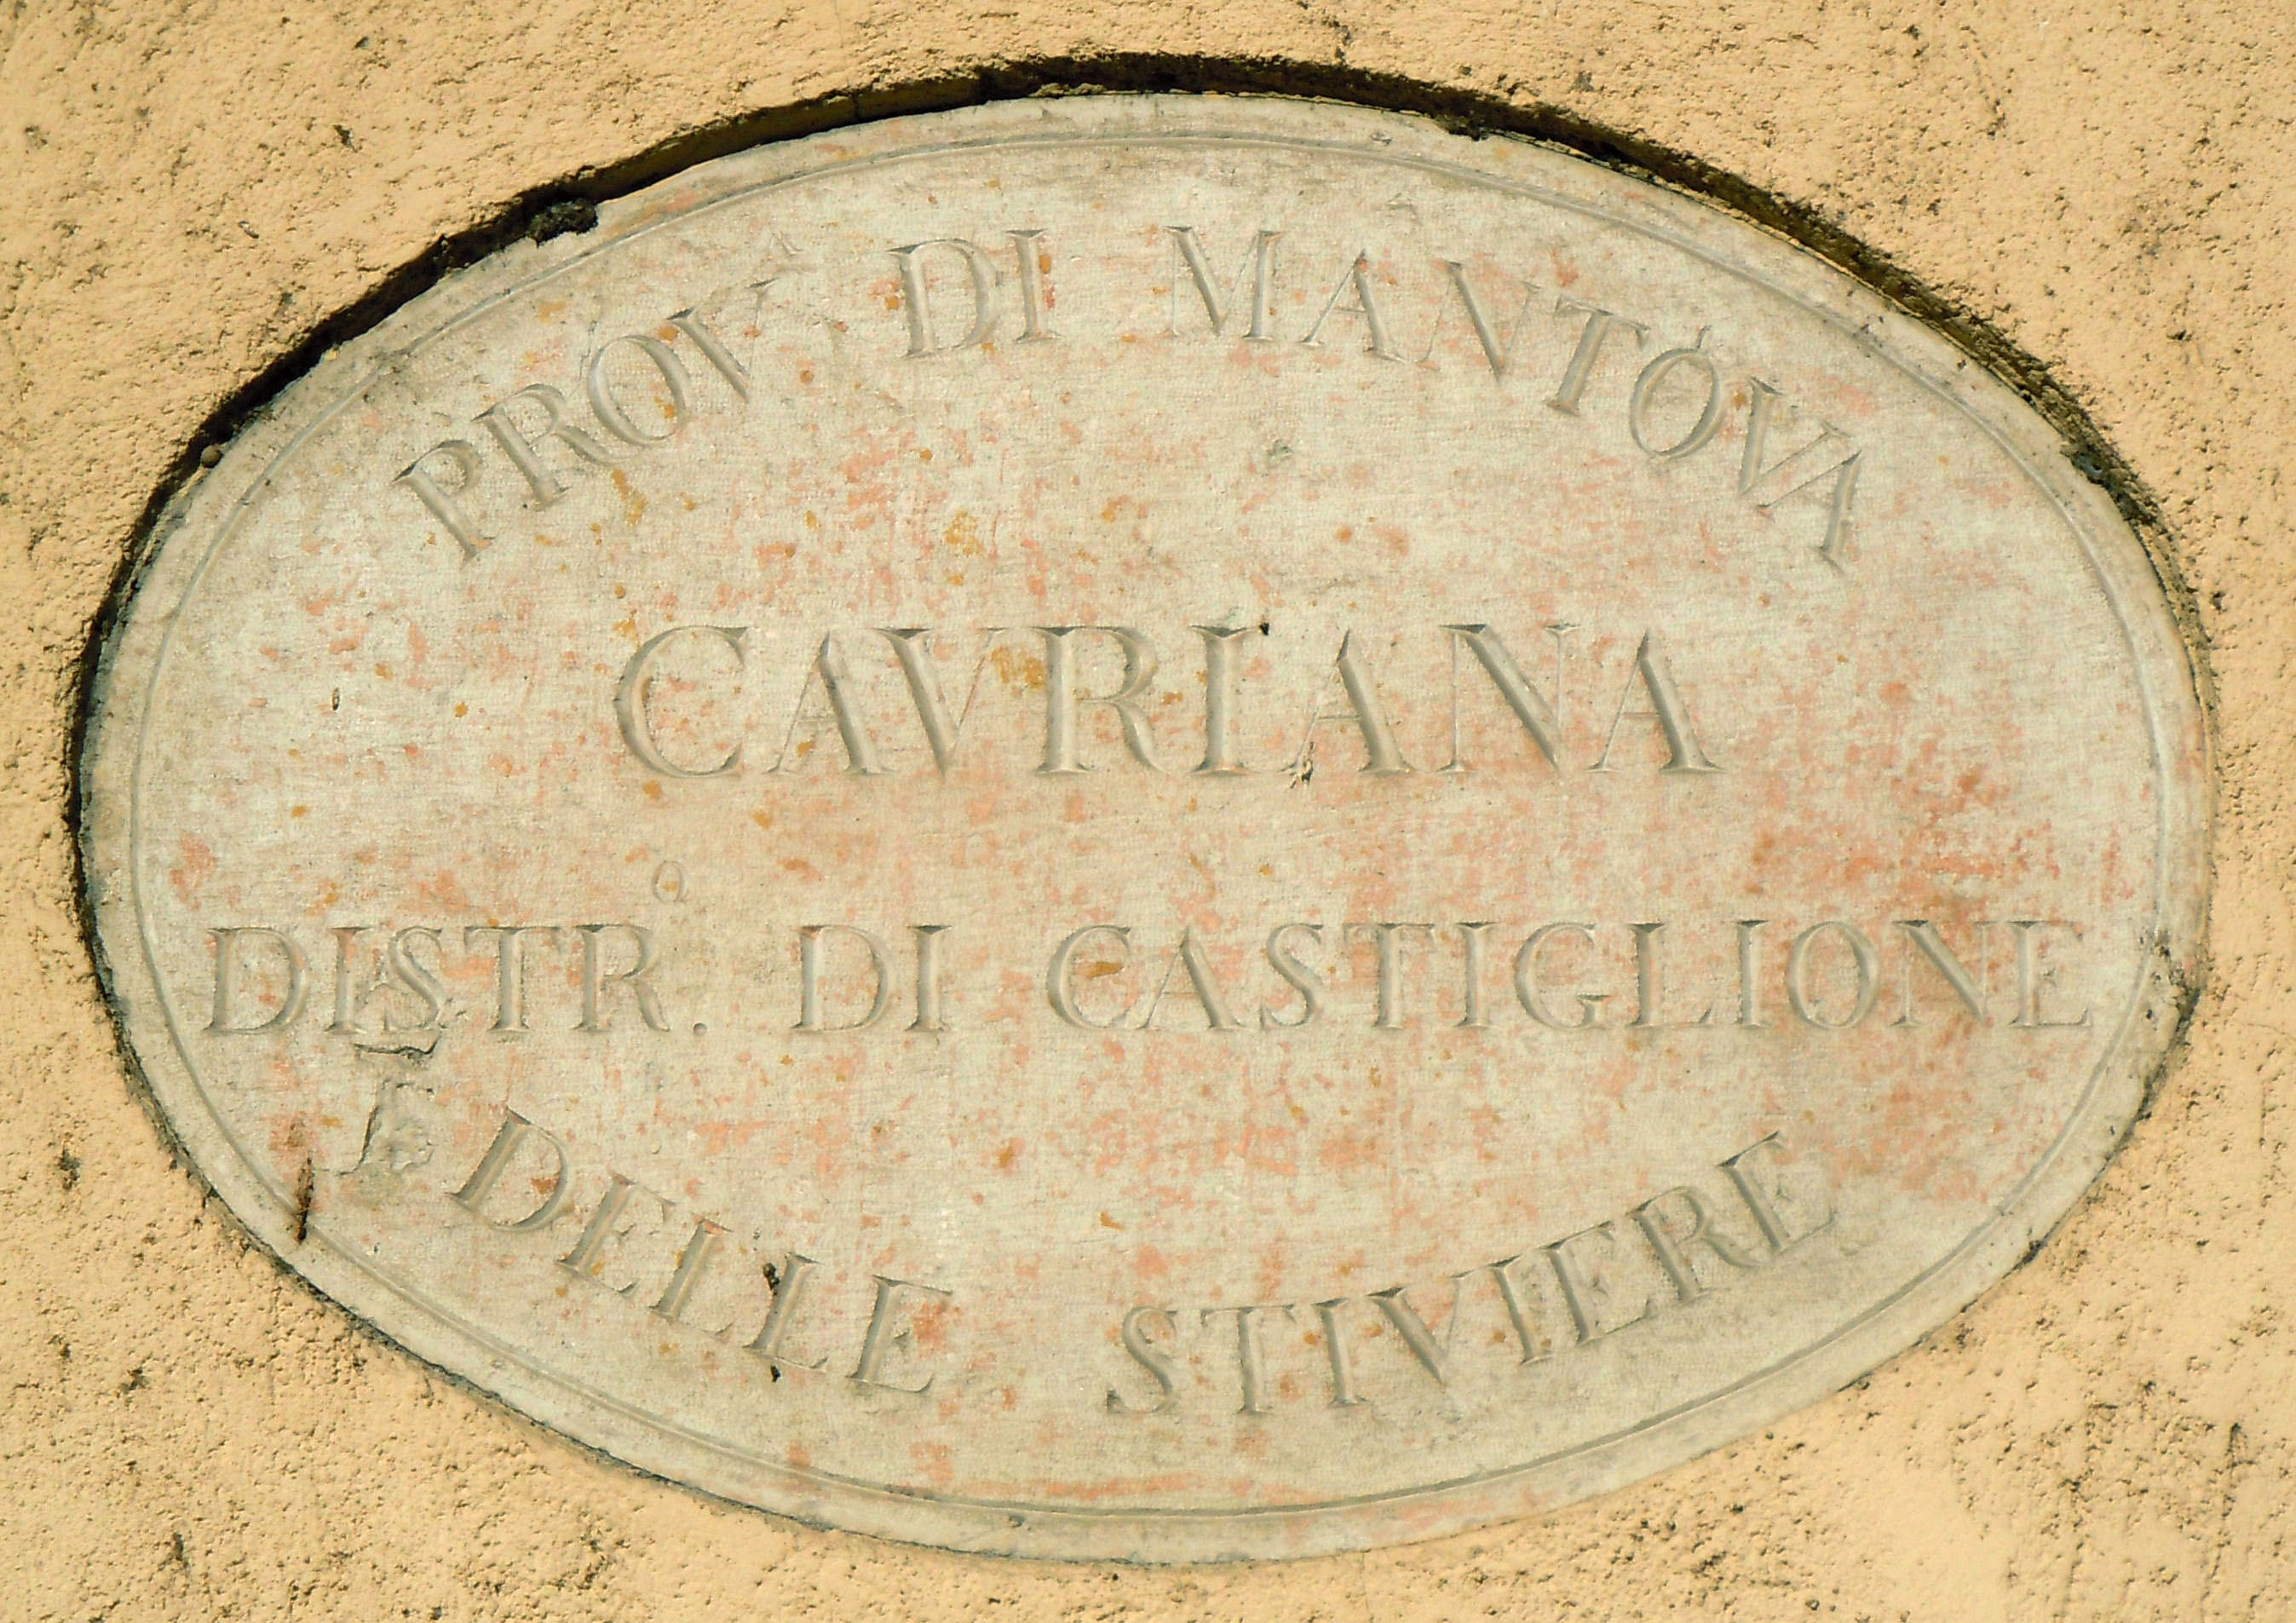 PROV.ᴬ DI MANTOVA
CAVRIANA
DISTR.ᴼ DI CASTIGLIONE
DELLE STIVIERE